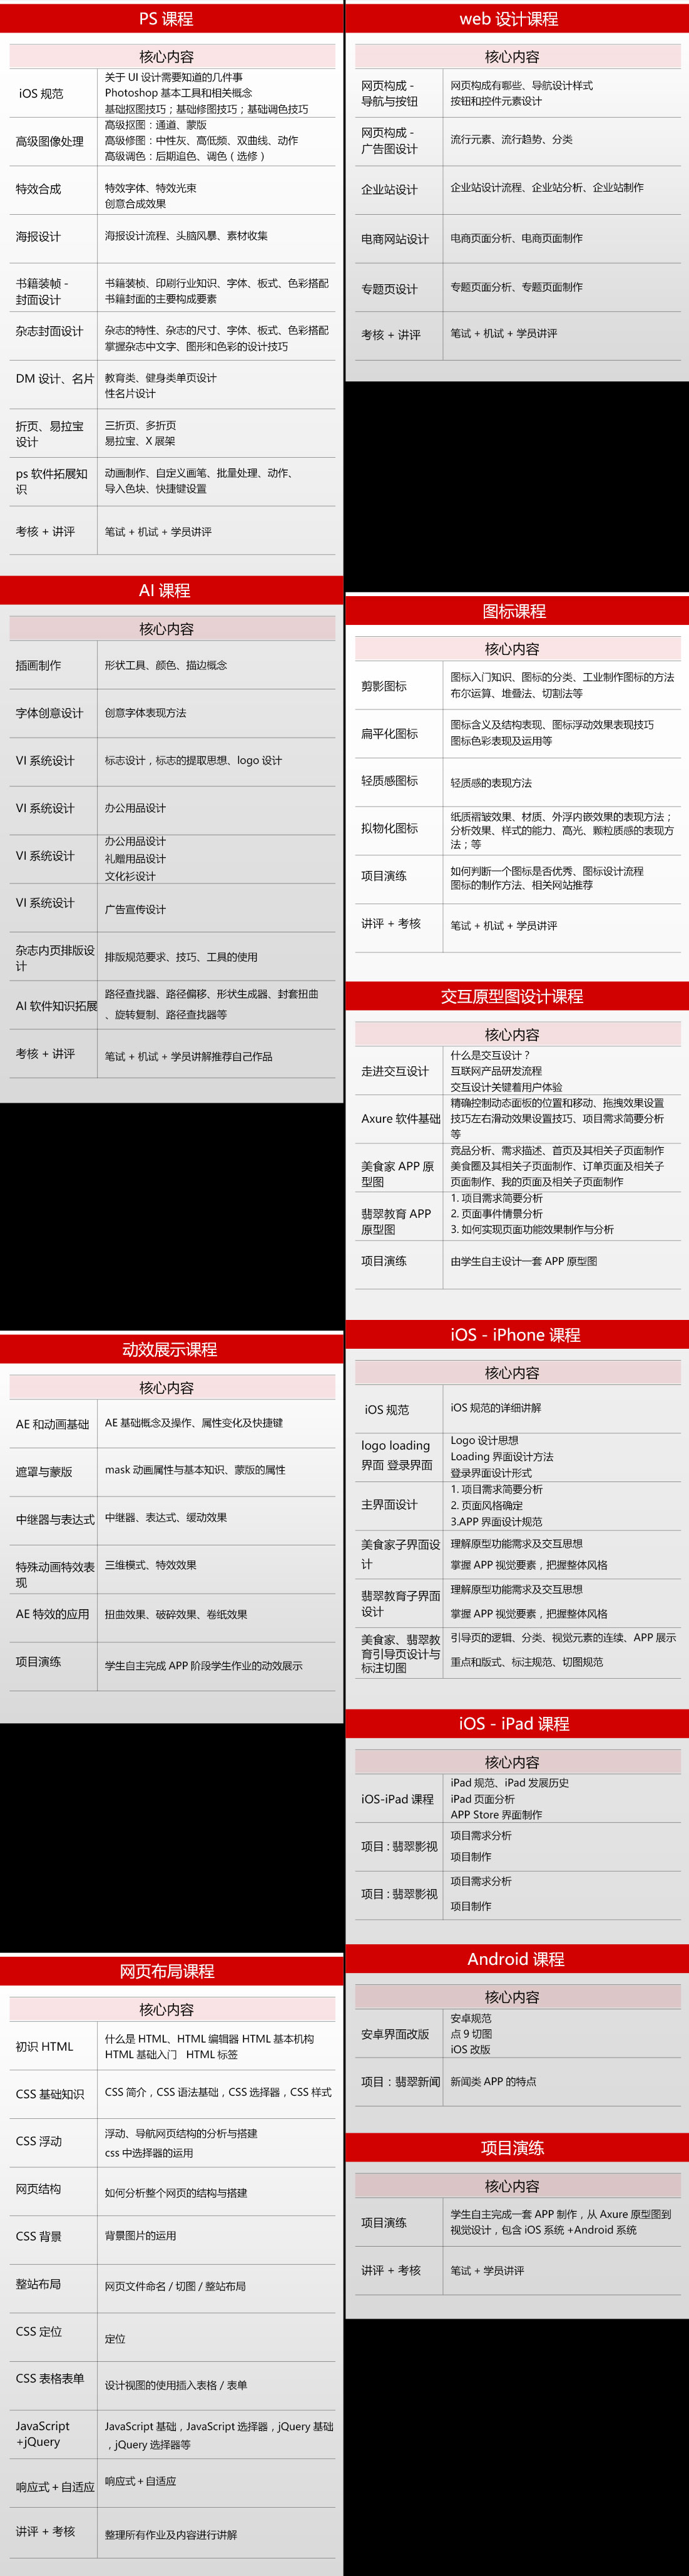 PS 课程
核心内容
iOS 规范
关于 UI 设计需要知道的几件事
Photoshop 基本工具和相关概念
基础抠图技巧；基础修图技巧；基础调色技巧
高级图像处理
高级抠图：通道、蒙版
高级修图：中性灰、高低频、双曲线、动作
高级调色：后期追色、调色（选修）
特效合成
特效字体、特效光束
创意合成效果
海报设计
海报设计流程、头脑风暴、素材收集
书籍装帧 -
封面设计
书籍装桢、印刷行业知识、字体、板式、色彩搭配
书籍封面的主要构成要素
杂志封面设计
杂志的特性、杂志的尺寸、字体、板式、色彩搭配
掌握杂志中文字、图形和色彩的设计技巧
DM 设计、名片
教育类、健身类单页设计
性名片设计
折页、易拉宝
设计
三折页、多折页
易拉宝、X 展架
ps 软件拓展知
识
动画制作、自定义画笔、批量处理、动作、
导入色块、快捷键设置
考核 + 讲评
笔试 + 机试 + 学员讲评
AI 课程
核心内容
插画制作
形状工具、颜色、描边概念
字体创意设计
创意字体表现方法
VI 系统设计
标志设计，标志的提取思想、logo 设计
VI 系统设计
办公用品设计
VI 系统设计
办公用品设计
礼赠用品设计
文化衫设计
VI 系统设计
广告宣传设计
杂志内页排版设
计
排版规范要求、技巧、工具的使用
AI 软件知识拓展
路径查找器、路径偏移、形状生成器、封套扭曲
、旋转复制、路径查找器等
考核 + 讲评
笔试 + 机试 + 学员讲解推荐自己作品
动效展示课程
核心内容
AE 和动画基础
AE 基础概念及操作、属性变化及快捷键
遮罩与蒙版
mask 动画属性与基本知识、蒙版的属性
中继器与表达式
中继器、表达式、缓动效果
特殊动画特效表
现
三维模式、特效效果
AE 特效的应用
扭曲效果、破碎效果、卷纸效果
项目演练
学生自主完成 APP 阶段学生作业的动效展示
网页布局课程
核心内容
初识 HTML
什么是 HTML、HTML 编辑器 HTML 基本机构
HTML 基础入门 HTML 标签
CSS 基础知识
CSS 简介，CSS 语法基础，CSS 选择器，CSS 样式
CSS 浮动
浮动、导航网页结构的分析与搭建
css 中选择器的运用
网页结构
如何分析整个网页的结构与搭建
CSS 背景
背景图片的运用
整站布局
网页文件命名 / 切图 / 整站布局
CSS 定位
定位
CSS 表格表单
设计视图的使用插入表格 / 表单
JavaScript
+jQuery
JavaScript 基础，JavaScript 选择器，jQuery 基础
，jQuery 选择器等
响应式 + 自适应
响应式 + 自适应
讲评 + 考核
整理所有作业及内容进行讲解
web 设计课程
核心内容
网页构成 -
导航与按钮
网页构成有哪些、导航设计样式
按钮和控件元素设计
网页构成 -
广告图设计
流行元素、流行趋势、分类
企业站设计
企业站设计流程、企业站分析、企业站制作
电商网站设计
电商页面分析、电商页面制作
专题页设计
专题页面分析、专题页面制作
考核 + 讲评
笔试 + 机试 + 学员讲评
图标课程
核心内容
剪影图标
图标入门知识、图标的分类、工业制作图标的方法
布尔运算、堆叠法、切割法等
扁平化图标
图标含义及结构表现、图标浮动效果表现技巧
图标色彩表现及运用等
轻质感图标
轻质感的表现方法
拟物化图标
纸质褶皱效果、材质、外浮内嵌效果的表现方法；
分析效果、样式的能力、高光、颗粒质感的表现方
法；等
项目演练
如何判断一个图标是否优秀、图标设计流程
图标的制作方法、相关网站推荐
讲评 + 考核
笔试 + 机试 + 学员讲评
交互原型图设计课程
核心内容
走进交互设计
什么是交互设计？
互联网产品研发流程
交互设计关键着用户体验
Axure 软件基础
精确控制动态面板的位置和移动、拖拽效果设置
技巧左右滑动效果设置技巧、项目需求简要分析
等
美食家 APP 原
型图
竞品分析、需求描述、首页及其相关子页面制作
美食圈及其相关子页面制作、订单页面及相关子
页面制作、我的页面及相关子页面制作
翡翠教育 APP
原型图
1. 项目需求简要分析
2. 页面事件情景分析
3. 如何实现页面功能效果制作与分析
项目演练
由学生自主设计一套 APP 原型图
iOS - iPhone 课程
核心内容
iOS 规范
iOS 规范的详细讲解
logo loading
界面 登录界面
Logo 设计思想
Loading 界面设计方法
登录界面设计形式
主界面设计
1. 项目需求简要分析
2. 页面风格确定
3.APP 界面设计规范
美食家子界面设
计
理解原型功能需求及交互思想
掌握 APP 视觉要素，把握整体风格
翡翠教育子界面
设计
理解原型功能需求及交互思想
掌握 APP 视觉要素，把握整体风格
美食家、翡翠教
育引导页设计与
标注切图
引导页的逻辑、分类、视觉元素的连续、APP 展示
重点和版式、标注规范、切图规范
iOS - iPad 课程
核心内容
iOS-iPad 课程
iPad 规范、iPad 发展历史
iPad 页面分析
APP Store 界面制作
项目：翡翠影视
项目需求分析
项目制作
项目：翡翠影视
项目需求分析
项目制作
Android 课程
核心内容
安卓界面改版
安卓规范
点 9 切图
iOS 改版
项目：翡翠新闻
新闻类 APP 的特点
项目演练
核心内容
项目演练
学生自主完成一套 APP 制作，从 Axure 原型图到
视觉设计，包含 iOS 系统 +Android 系统
讲评 + 考核
笔试 + 学员讲评